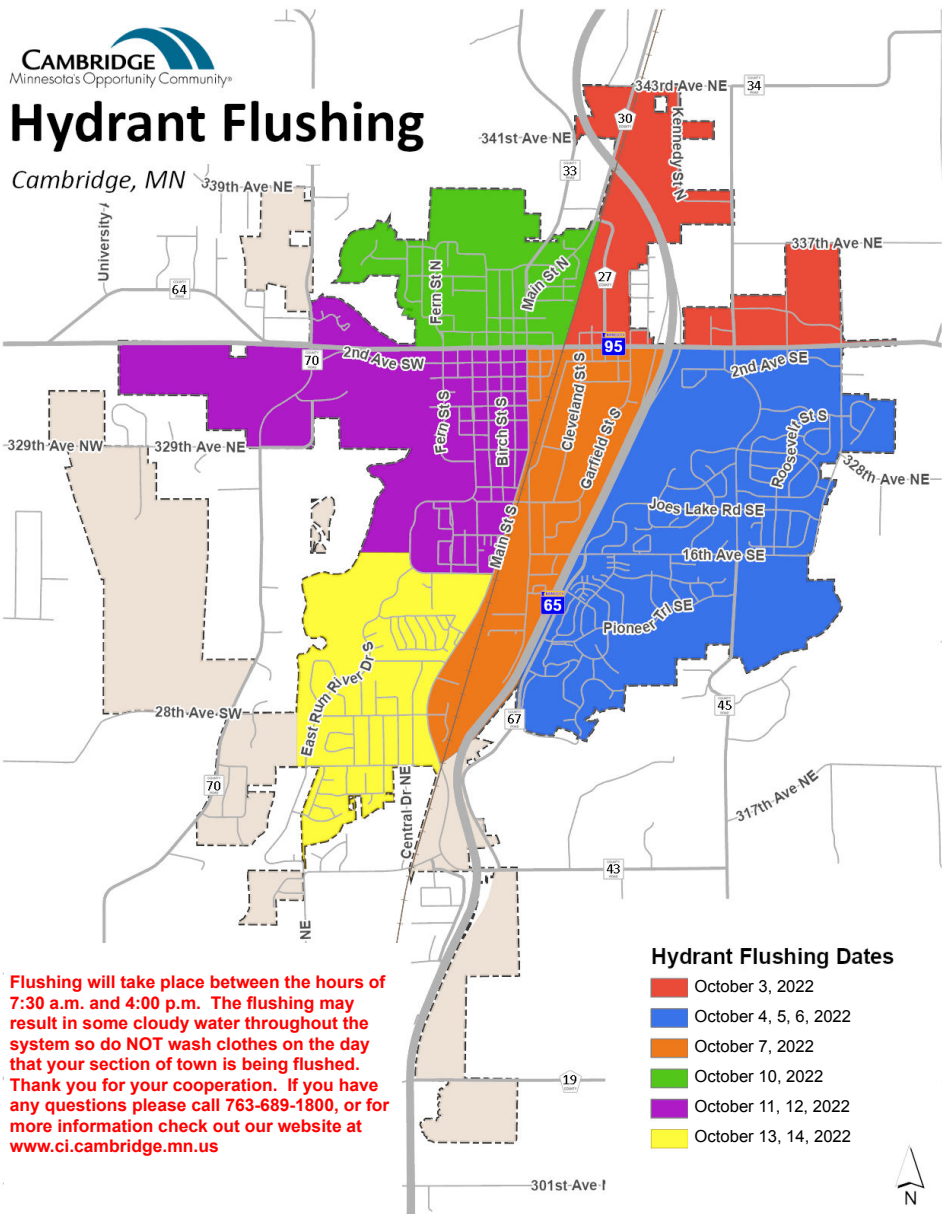 CAMBRIDGE
Minnesota's Opportunity Community®
Hydrant Flushing
Cambridge, MN
343rd Ave NE
34
30
341st Ave NE
33
Kennedy St N
339th Ave NE
University
337th Ave NE
64
Fern St N
Main St N
27
95
70
2nd Ave SW
2nd Ave SE
Cleveland St S
Garfield St S
Fern St S
Birch St S
Roosevelt St S
329th Ave NW
329th Ave NE
328th Ave NE
Joes Lake Rd SE
Main St S
16th Ave SE
65
Pioneer Trl SE
East Rum River Dr S
28th Ave SW
67
45
70
Central Dr NE
317th Ave NE
43
NE
19
301st Ave
Flushing will take place between the hours of
7:30 a.m. and 4:00 p.m. The flushing may
result in some cloudy water throughout the
system so do NOT wash clothes on the day
that your section of town is being flushed.
Thank you for your cooperation. If you have
any questions please call 763-689-1800, or for
more information check out our website at
www.ci.cambridge.mn.us
Hydrant Flushing Dates
October 3, 2022
October 4, 5, 6, 2022
October 7, 2022
October 10, 2022
October 11, 12, 2022
October 13, 14, 2022
N